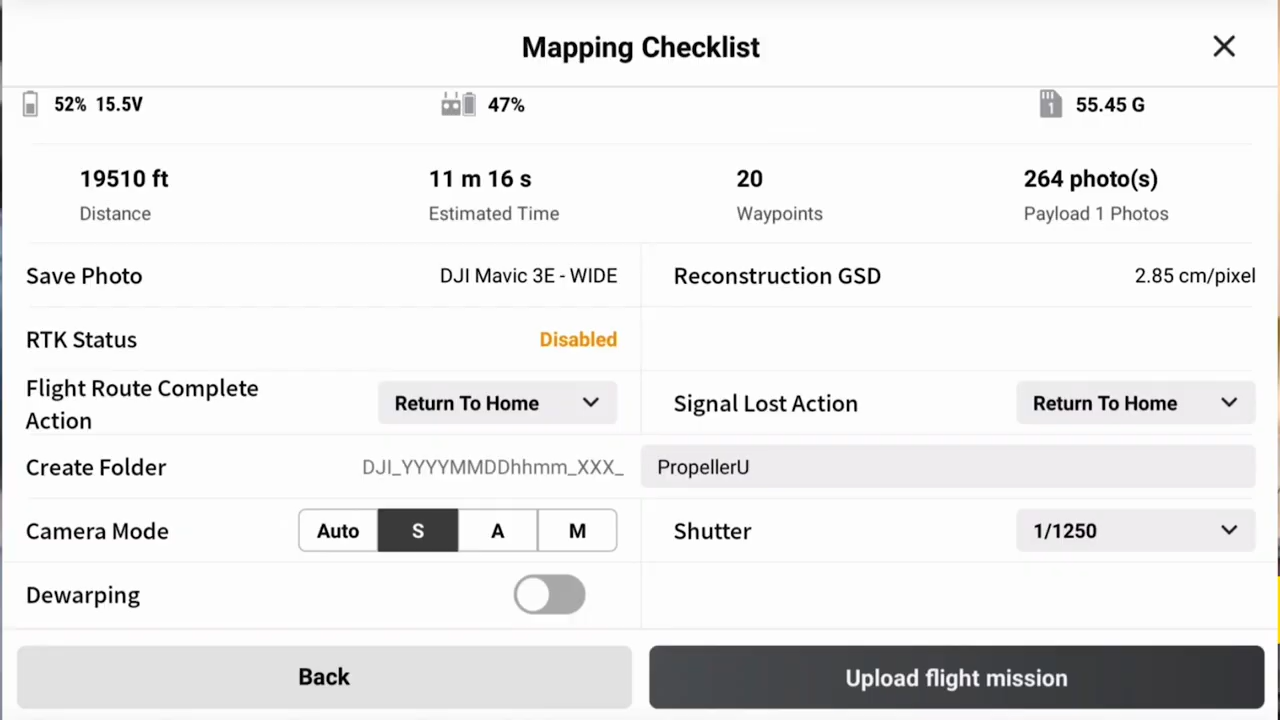 Mapping Checklist
52% 15.5V
47%
1
55.45 G
19510 ft
11 m 16 s
20
264 photo(s)
Distance
Estimated Time
Waypoints
Payload 1 Photos
Save Photo
DJI Mavic 3E - WIDE
Reconstruction GSD
2.85 cm/pixel
RTK Status
Disabled
Flight Route Complete
Action
Return To Home
Signal Lost Action
Return To Home
Create Folder
DJI_YYYYMMDDhhmm_XXX_
PropellerU
Camera Mode
Auto
S
A
M
Shutter
1/1250
Dewarping
Back
Upload flight mission